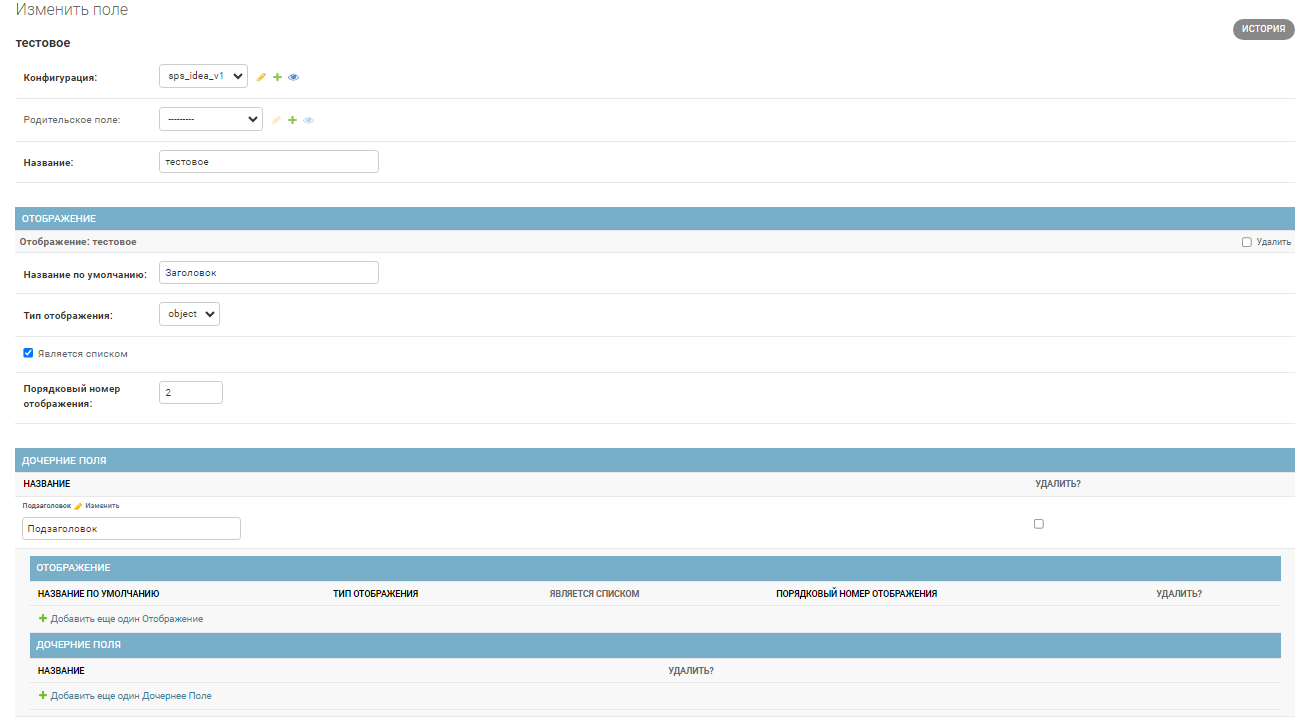 Изменить поле
ИСТОРИЯ
тестовое
Конфигурация: sps_idea_v1
Родительское поле: ---------
Название: тестовое
ОТОБРАЖЕНИЕ
Отображение: тестовое Удалить
Название по умолчанию: Заголовок
Тип отображения: object
Является списком
Порядковый номер
отображения: 2
ДОЧЕРНИЕ ПОЛЯ
НАЗВАНИЕ УДАЛИТЬ?
Подзаголовок Изменить
Подзаголовок
ОТОБРАЖЕНИЕ
НАЗВАНИЕ ПО УМОЛЧАНИЮ ТИП ОТОБРАЖЕНИЯ ЯВЛЯЕТСЯ СПИСКОМ ПОРЯДКОВЫЙ НОМЕР ОТОБРАЖЕНИЯ УДАЛИТЬ?
Добавить еще один Отображение
ДОЧЕРНИЕ ПОЛЯ
НАЗВАНИЕ УДАЛИТЬ?
Добавить еще один Дочернее Поле